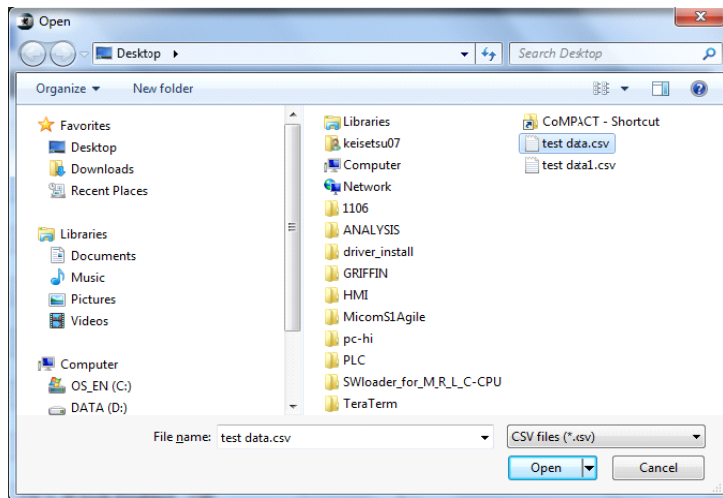 Open
Desktop
Search Desktop
Organize
New folder
Favorites
Desktop
Downloads
Recent Places
Libraries
Documents
Music
Pictures
Videos
Computer
OS_EN (C:)
DATA (D:)
Libraries
keisetsu07
Computer
Network
1106
ANALYSIS
driver_install
GRIFFIN
HMI
MicomS1Agile
pc-hi
PLC
SWloader_for_M_R_L_C-CPU
TeraTerm
CoMPACT - Shortcut
test data.csv
test data1.csv
File name: test data.csv
CSV files (*.csv)
Open
Cancel